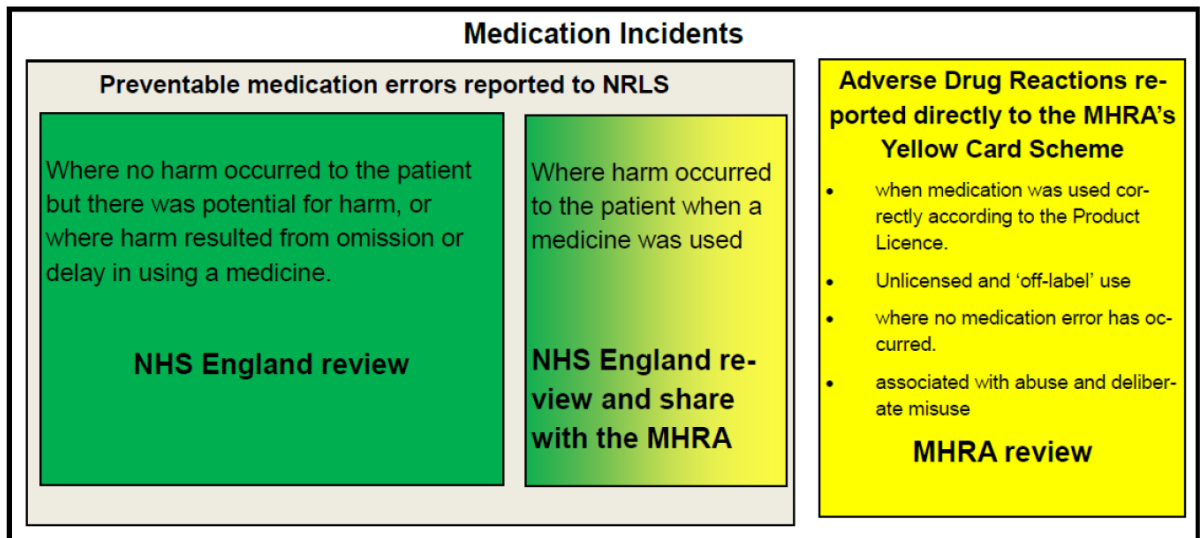 Medication Incidents
Preventable medication errors reported to NRLS
Where no harm occurred to the patient
but there was potential for harm, or
where harm resulted from omission or
delay in using a medicine.
NHS England review
Where harm occurred
to the patient when a
medicine was used
NHS England re-
view and share
with the MHRA
Adverse Drug Reactions re-
ported directly to the MHRA’s
Yellow Card Scheme
• when medication was used cor-
rectly according to the Product
Licence.
• Unlicensed and ‘off-label’ use
• where no medication error has oc-
curred.
• associated with abuse and deliber-
ate misuse
MHRA review